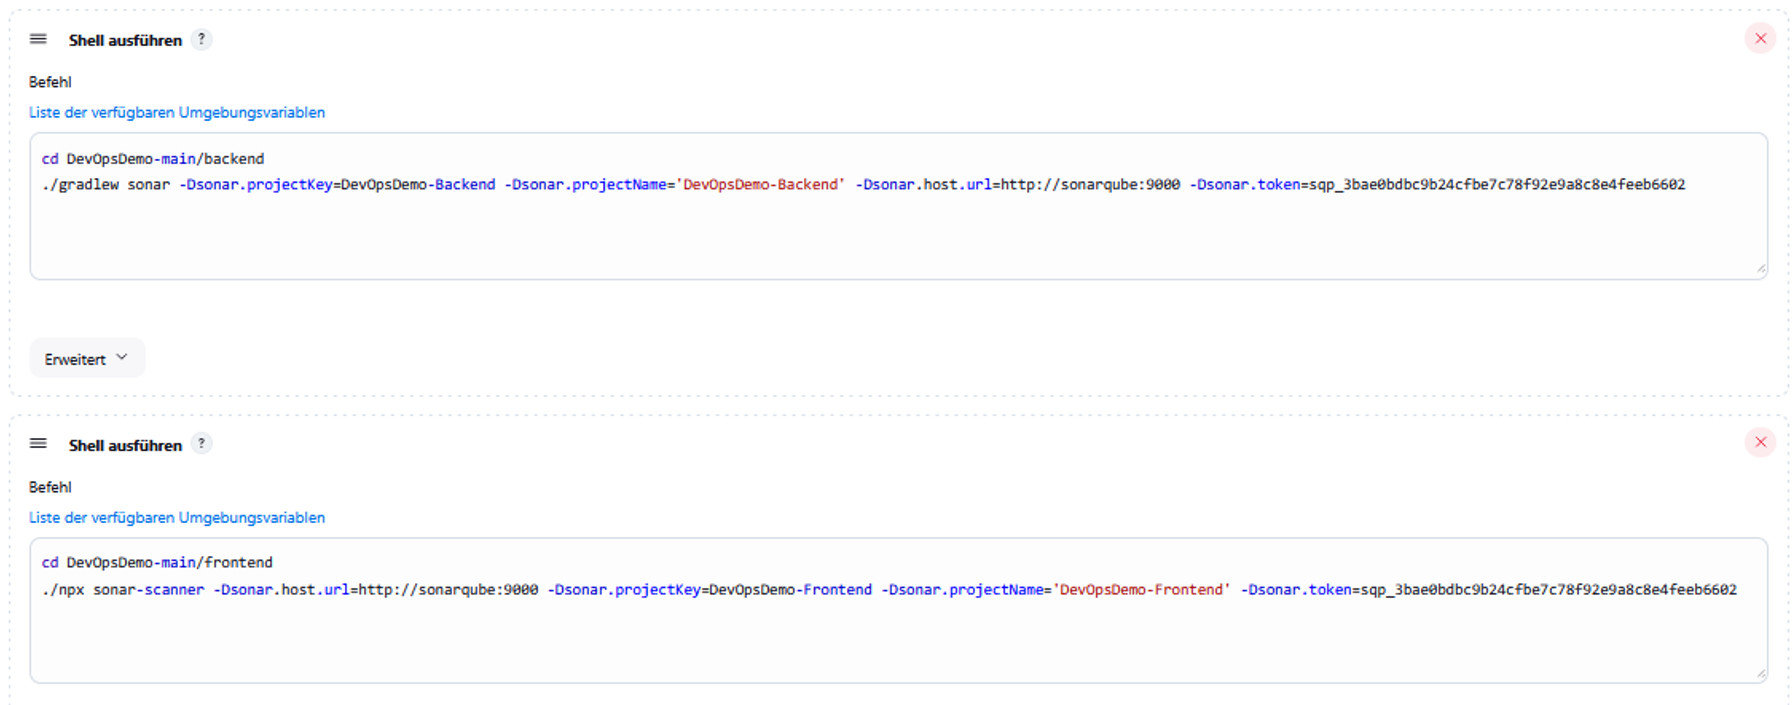 Shell ausführen ?
Befehl
Liste der verfügbaren Umgebungsvariablen
cd DevOpsDemo-main/backend
./gradlew sonar -Dsonar.projectKey=DevOpsDemo-Backend -Dsonar.projectName='DevOpsDemo-Backend' -Dsonar.host.url=http://sonarqube:9000 -Dsonar.token=sqp_3bae0bdbc9b24cfbe7c78f92e9a8c8e4feeb6602
Erweitert
Shell ausführen ?
Befehl
Liste der verfügbaren Umgebungsvariablen
cd DevOpsDemo-main/frontend
./npx sonar-scanner -Dsonar.host.url=http://sonarqube:9000 -Dsonar.projectKey=DevOpsDemo-Frontend -Dsonar.projectName='DevOpsDemo-Frontend' -Dsonar.token=sqp_3bae0bdbc9b24cfbe7c78f92e9a8c8e4feeb6602